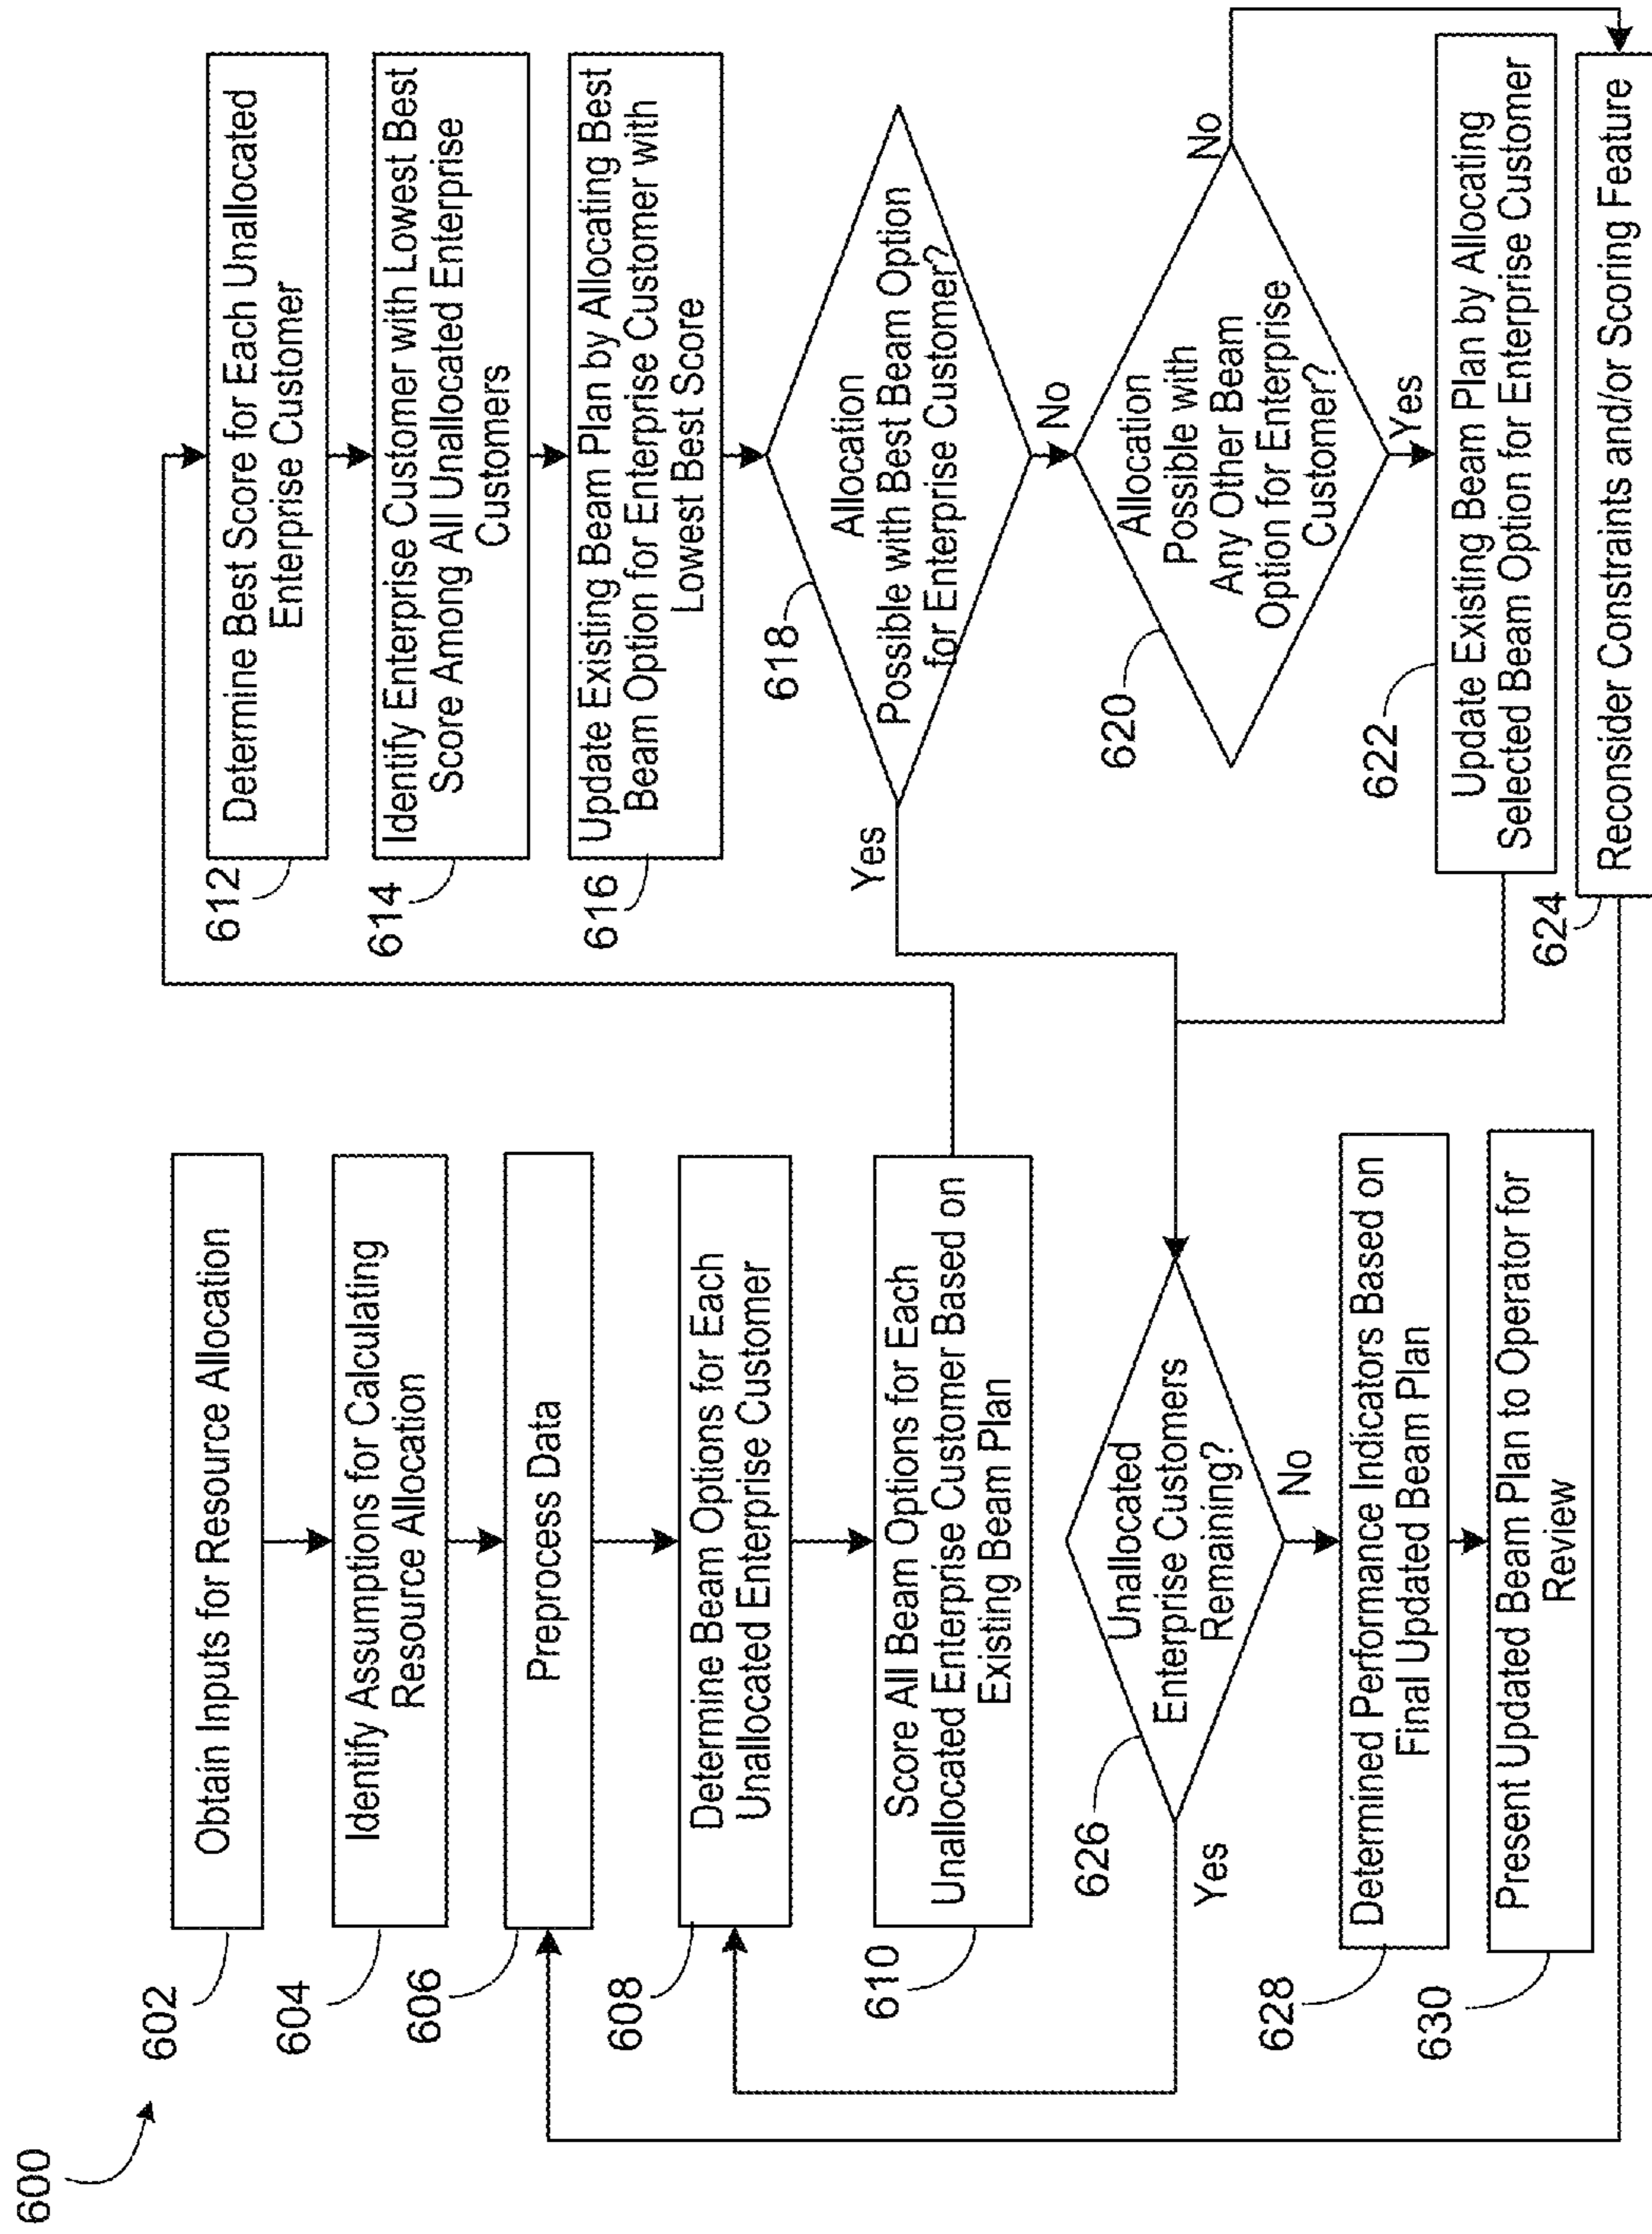 600
602
Obtain Inputs for Resource Allocation
604
Identify Assumptions for Calculating
Resource Allocation
606
Preprocess Data
608
Determine Beam Options for Each
Unallocated Enterprise Customer
610
Score All Beam Options for Each
Unallocated Enterprise Customer Based on
Existing Beam Plan
626
Unallocated
Enterprise Customers
Remaining?
Yes
No
628
Determined Performance Indicators Based on
Final Updated Beam Plan
630
Present Updated Beam Plan to Operator for
Review
612
Determine Best Score for Each Unallocated
Enterprise Customer
614
Identify Enterprise Customer with Lowest Best
Score Among All Unallocated Enterprise
Customers
616
Update Existing Beam Plan by Allocating Best
Beam Option for Enterprise Customer with
Lowest Best Score
618
Allocation
Possible with Best Beam Option
for Enterprise Customer?
Yes
No
620
Allocation
Possible with
Any Other Beam
Option for Enterprise
Customer?
No
Yes
622
Update Existing Beam Plan by Allocating
Selected Beam Option for Enterprise Customer
624
Reconsider Constraints and/or Scoring Feature